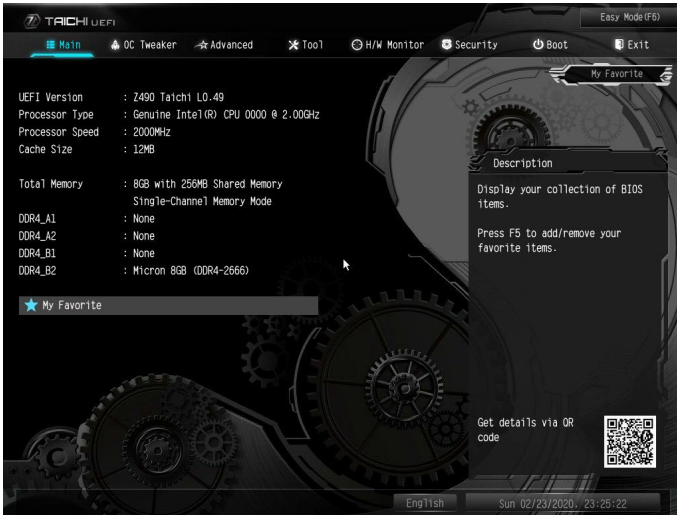 TAICHI UEFI
Easy Mode(F6)
Main OC Tweaker Advanced Tool H/W Monitor Security Boot Exit
My Favorite
UEFI Version : Z490 Taichi L0.49
Processor Type : Genuine Intel(R) CPU 0000 @ 2.00GHz
Processor Speed : 2000MHz
Cache Size : 12MB
Total Memory : 8GB with 256MB Shared Memory
Single-Channel Memory Mode
DDR4_A1 : None
DDR4_A2 : None
DDR4_B1 : None
DDR4_B2 : Micron 8GB (DDR4-2666)
My Favorite
Description
Display your collection of BIOS
items.
Press F5 to add/remove your
favorite items.
Get details via QR
code
English
Sun 02/23/2020, 23:25:22